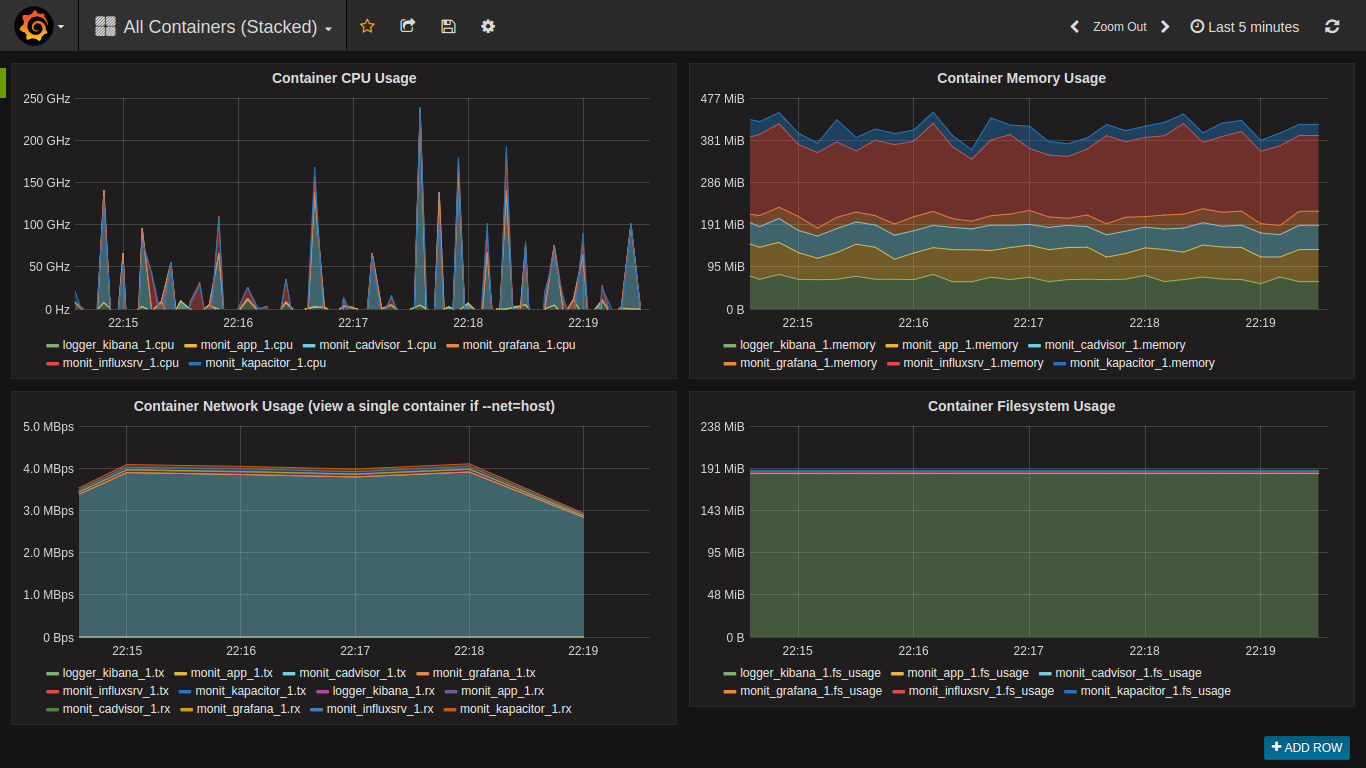 All Containers (Stacked)
Zoom Out
Last 5 minutes
Container CPU Usage
250 GHz
200 GHz
150 GHz
100 GHz
50 GHz
0 Hz
22:15 22:16 22:17 22:18 22:19
logger_kibana_1.cpu monit_app_1.cpu monit_cadvisor_1.cpu monit_grafana_1.cpu
monit_influxsrv_1.cpu monit_kapacitor_1.cpu
Container Memory Usage
477 MiB
381 MiB
286 MiB
191 MiB
95 MiB
0 B
22:15 22:16 22:17 22:18 22:19
logger_kibana_1.memory monit_app_1.memory monit_cadvisor_1.memory
monit_grafana_1.memory monit_influxsrv_1.memory monit_kapacitor_1.memory
Container Network Usage (view a single container if --net=host)
5.0 MBps
4.0 MBps
3.0 MBps
2.0 MBps
1.0 MBps
0 Bps
22:15 22:16 22:17 22:18 22:19
logger_kibana_1.tx monit_app_1.tx monit_cadvisor_1.tx monit_grafana_1.tx
monit_influxsrv_1.tx monit_kapacitor_1.tx logger_kibana_1.rx monit_app_1.rx
monit_cadvisor_1.rx monit_grafana_1.rx monit_influxsrv_1.rx monit_kapacitor_1.rx
Container Filesystem Usage
238 MiB
191 MiB
143 MiB
95 MiB
48 MiB
0 B
22:15 22:16 22:17 22:18 22:19
logger_kibana_1.fs_usage monit_app_1.fs_usage monit_cadvisor_1.fs_usage
monit_grafana_1.fs_usage monit_influxsrv_1.fs_usage monit_kapacitor_1.fs_usage
+ ADD ROW